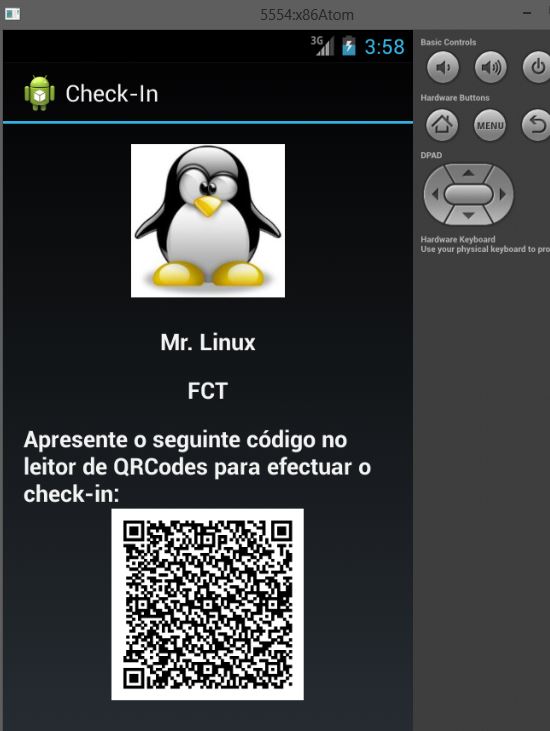 5554:x86Atom
3G 3:58
Check-In
Mr. Linux
FCT
Apresente o seguinte código no
leitor de QRCodes para efectuar o
check-in:
Basic Controls
Hardware Buttons
MENU
DPAD
Hardware Keyboard
Use your physical keyboard to pro